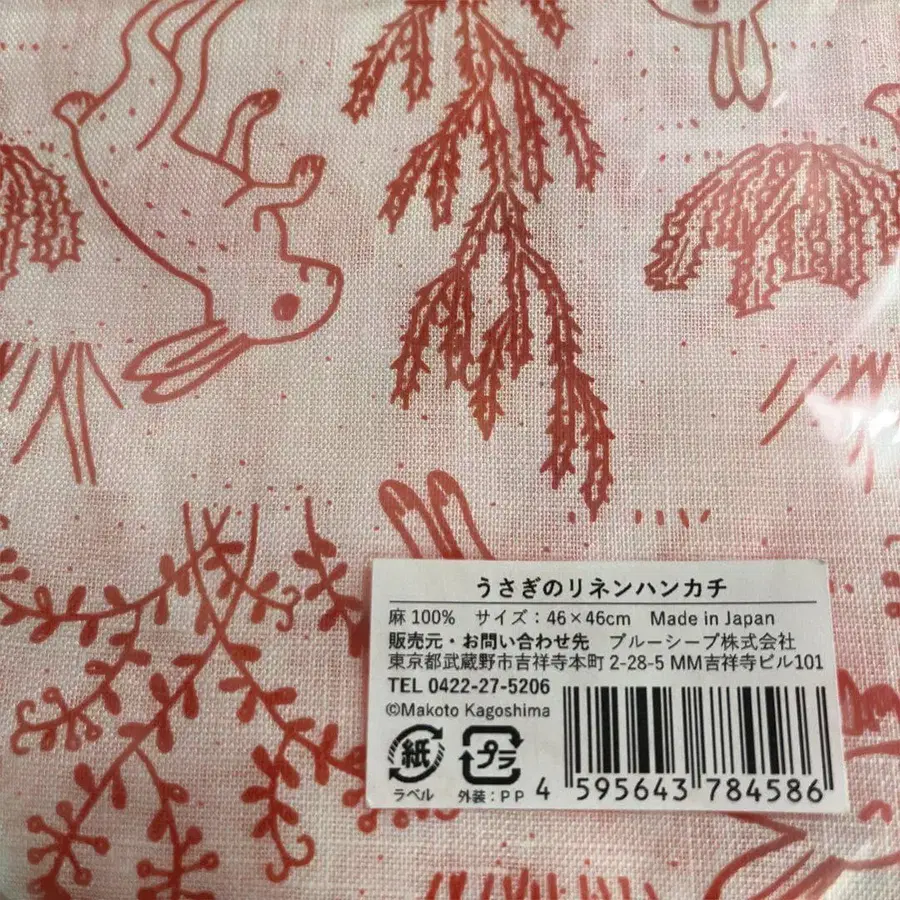 うさぎのリネンハンカチ
麻 100%　サイズ：46×46cm　Made in Japan
販売元・お問い合わせ先　ブルーシープ株式会社
東京都武蔵野市吉祥寺本町 2-28-5 MM吉祥寺ビル101
TEL 0422-27-5206
©Makoto Kagoshima
紙　プラ
ラベル　外装：PP
4 595643 784586